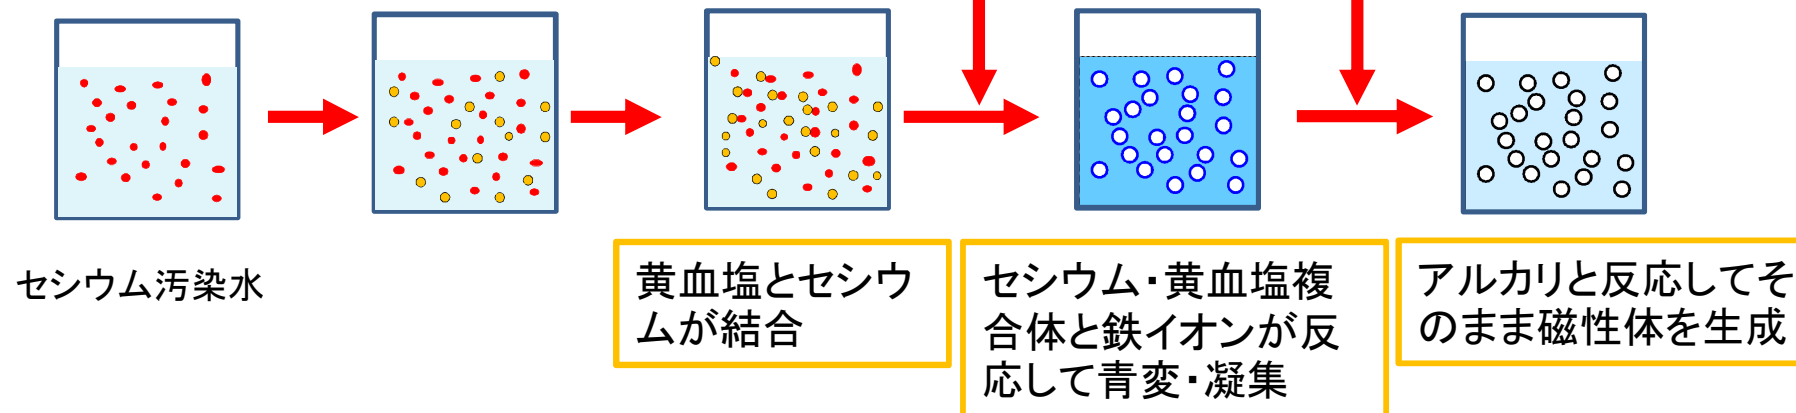 セシウム汚染水
黄血塩とセシウ
ムが結合
セシウム・黄血塩複
合体と鉄イオンが反
応して青変・凝集
アルカリと反応してそ
のまま磁性体を生成